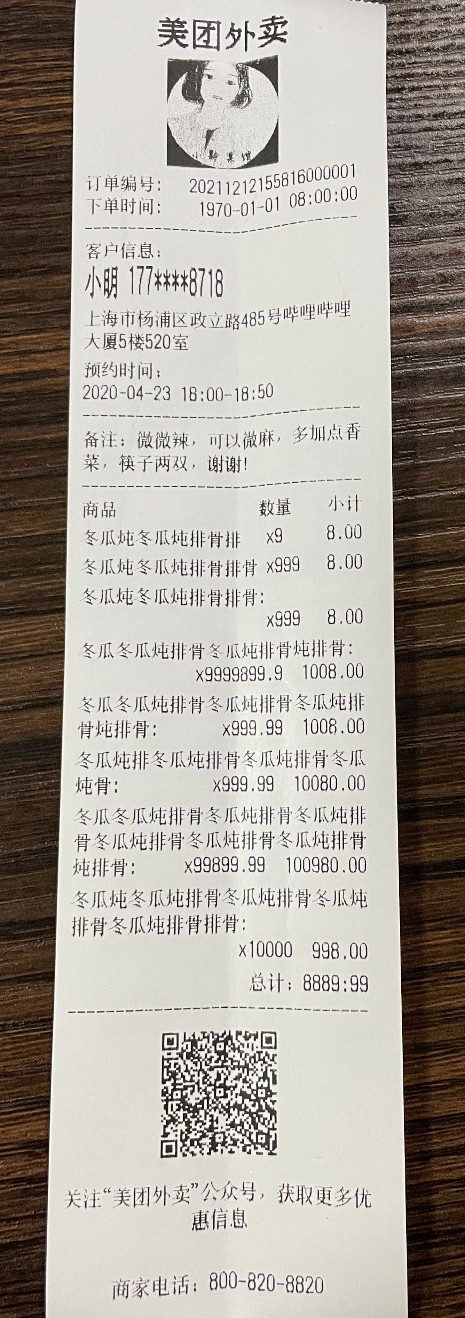 美团外卖
订单编号: 20211212155816000001
下单时间: 1970-01-01 08:00:00
客户信息:
小明 177****8718
上海市杨浦区政立路485号哔哩哔哩
大厦5楼520室
预约时间:
2020-04-23 18:00-18:50
备注: 微微辣, 可以微麻, 多加点香
菜, 筷子两双, 谢谢!
商品 数量 小计
冬瓜炖冬瓜炖排骨排 x9 8.00
冬瓜炖冬瓜炖排骨排骨 x999 8.00
冬瓜炖冬瓜炖排骨排骨:
x999 8.00
冬瓜冬瓜炖排骨冬瓜炖排骨炖排骨:
x9999899.9 1008.00
冬瓜冬瓜炖排骨冬瓜炖排骨冬瓜炖排
骨炖排骨: x999.99 1008.00
冬瓜炖排冬瓜炖排骨冬瓜炖排骨冬瓜
炖骨: x999.99 10080.00
冬瓜冬瓜炖排骨冬瓜炖排骨冬瓜炖排
骨冬瓜炖排骨冬瓜炖排骨冬瓜炖排骨
炖排骨: x99899.99 100980.00
冬瓜炖冬瓜炖排骨冬瓜炖排骨冬瓜炖
排骨冬瓜炖排骨排骨:
x10000 998.00
总计: 8889:99
关注“美团外卖”公众号, 获取更多优
惠信息
商家电话: 800-820-8820